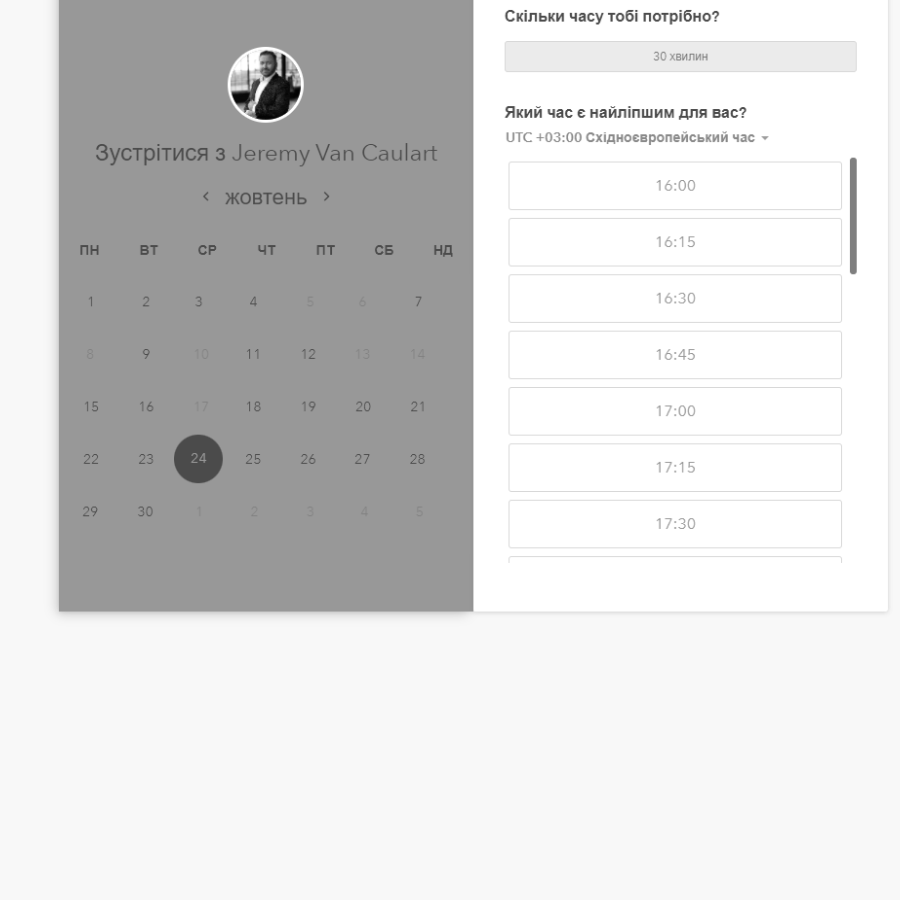 Зустрітися з Jeremy Van Caulart
жовтень
ПН ВТ СР ЧТ ПТ СБ НД
1 2 3 4 5 6 7
8 9 10 11 12 13 14
15 16 17 18 19 20 21
22 23 24 25 26 27 28
29 30 1 2 3 4 5
Скільки часу тобі потрібно?
30 хвилин
Який час є найліпшим для вас?
UTC +03:00 Східноєвропейський час
16:00
16:15
16:30
16:45
17:00
17:15
17:30